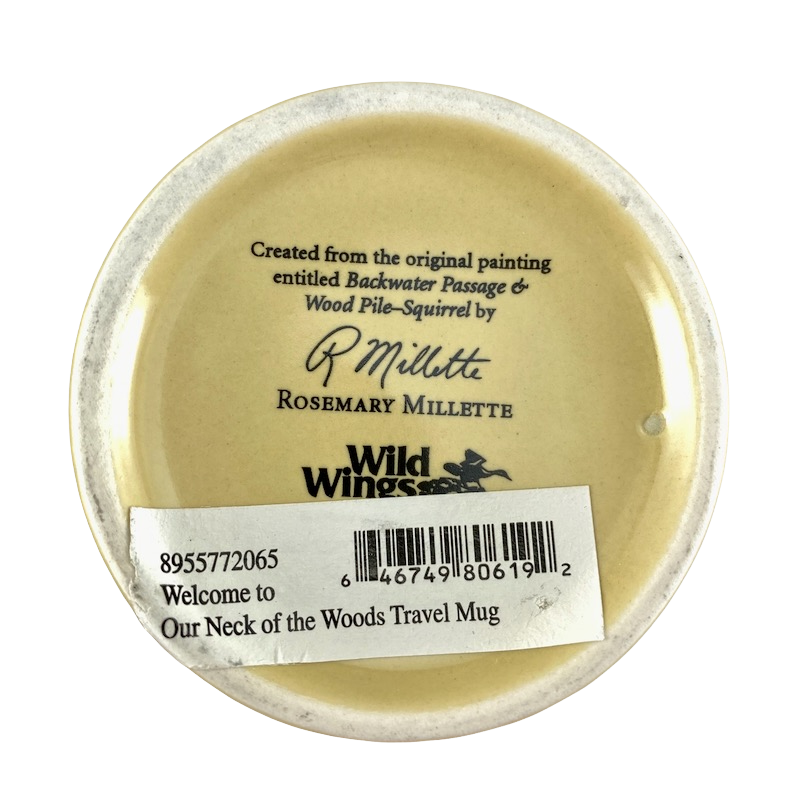 Created from the original painting
entitled Backwater Passage &
Wood Pile–Squirrel by
R Millette
ROSEMARY MILLETTE
Wild
Wings
8955772065
Welcome to
Our Neck of the Woods Travel Mug
6 46749 80619 2